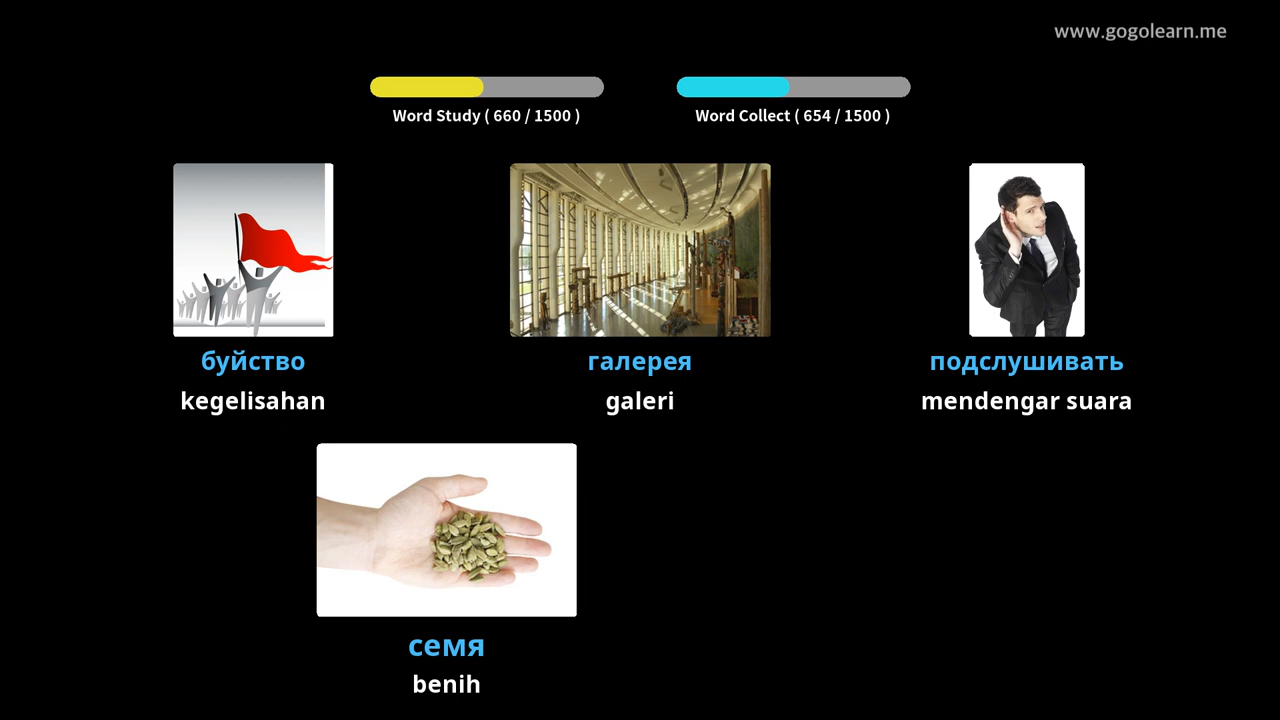 www.gogolearn.me
Word Study ( 660 / 1500 )
Word Collect ( 654 / 1500 )
буйство
kegelisahan
галерея
galeri
подслушивать
mendengar suara
семя
benih